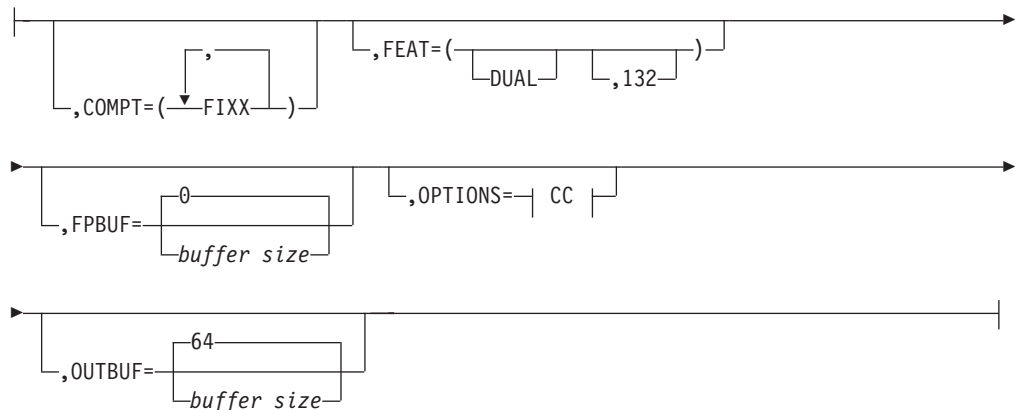 ,
,COMPT=( FIXX )
,FEAT=( DUAL ,132 )
0
,FPBUF= buffer size
,OPTIONS= CC
64
,OUTBUF= buffer size